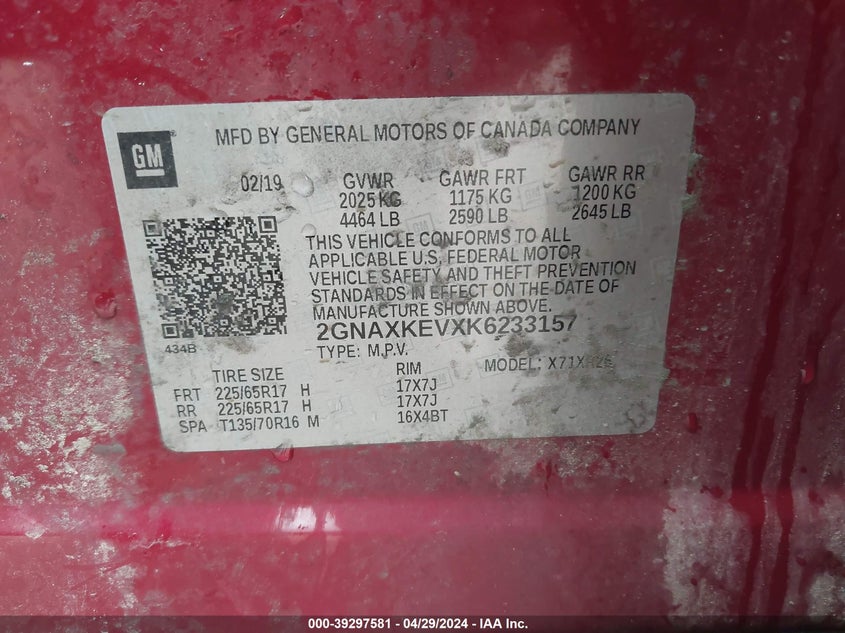 GM
MFD BY GENERAL MOTORS OF CANADA COMPANY
02/19 GVWR GAWR FRT GAWR RR
2025 KG 1175 KG 1200 KG
4464 LB 2590 LB 2645 LB
THIS VEHICLE CONFORMS TO ALL
APPLICABLE U.S. FEDERAL MOTOR
VEHICLE SAFETY AND THEFT PREVENTION
STANDARDS IN EFFECT ON THE DATE OF
MANUFACTURE SHOWN ABOVE.
2GNAXKEVXK6233157
434B
TYPE: M.P.V.
TIRE SIZE RIM MODEL:
FRT 225/65R17 H 17X7J
RR 225/65R17 H 17X7J
SPA T135/70R16 M 16X4BT
000-39297581 - 04/29/2024 - IAA Inc.